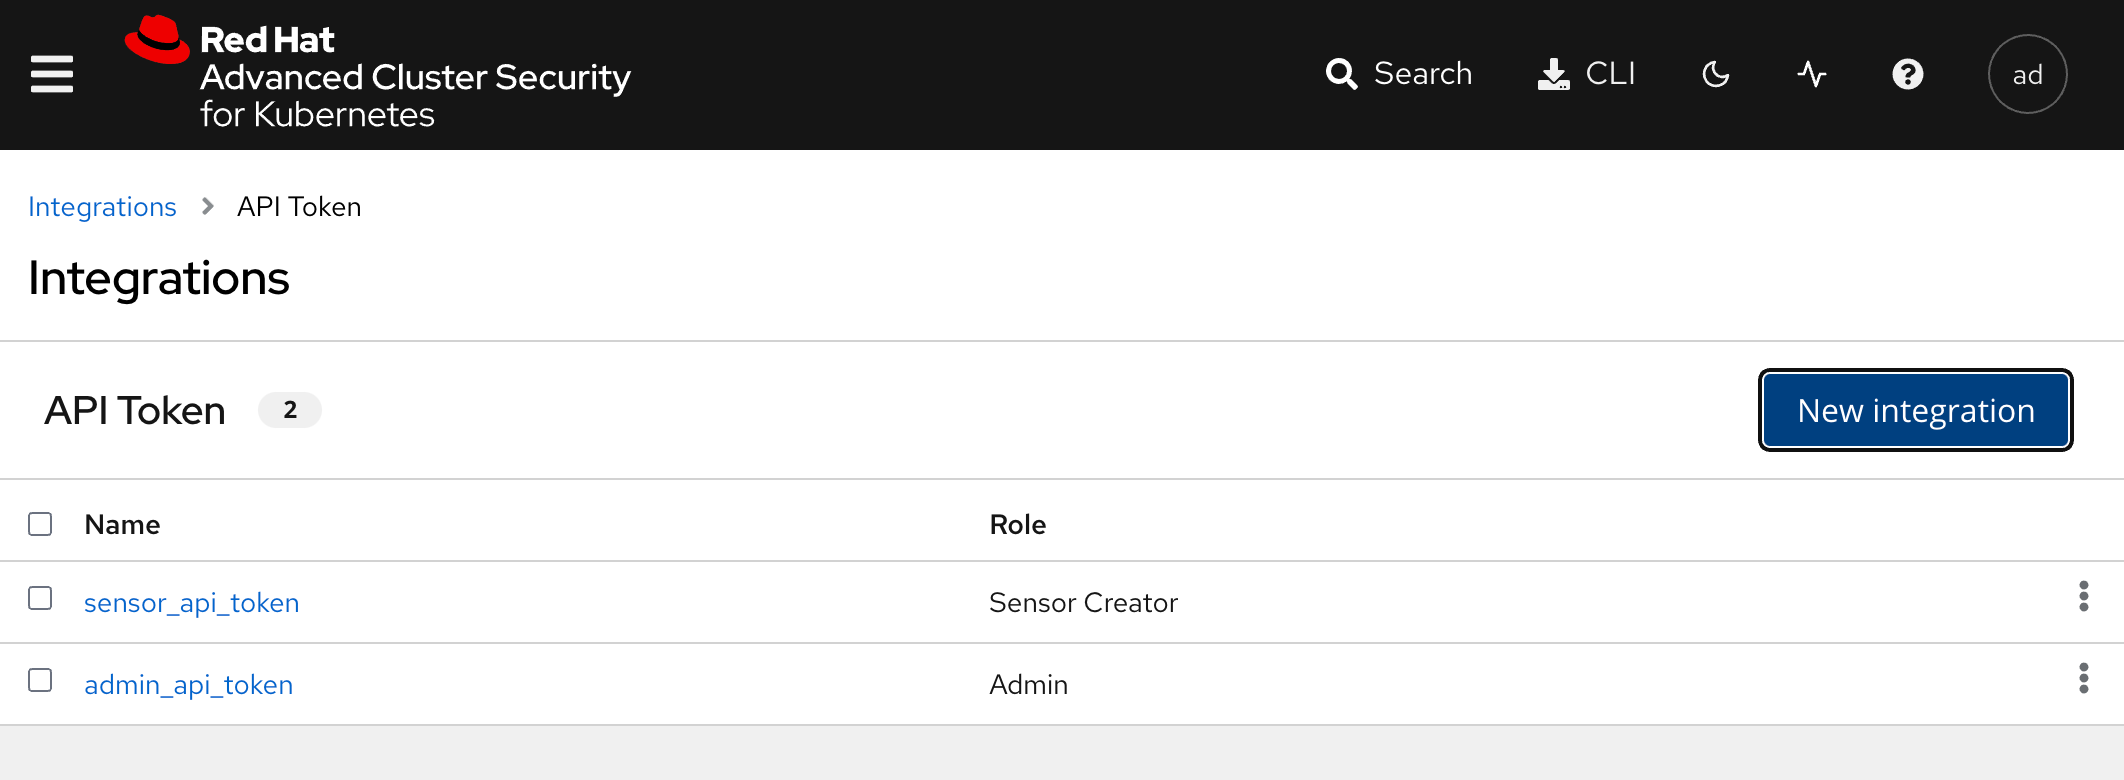 Red Hat
Advanced Cluster Security
for Kubernetes
Search
CLI
ad
Integrations > API Token
Integrations
API Token 2
New integration
Name Role
sensor_api_token Sensor Creator
admin_api_token Admin